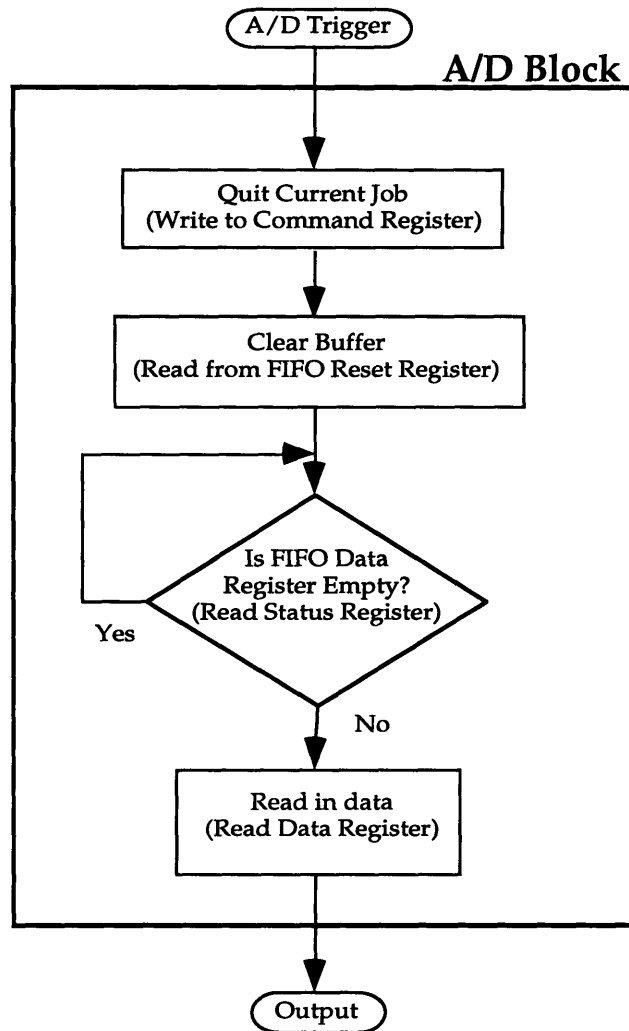 A/D Trigger
A/D Block
Quit Current Job
(Write to Command Register)
Clear Buffer
(Read from FIFO Reset Register)
Is FIFO Data
Register Empty?
(Read Status Register)
Yes
No
Read in data
(Read Data Register)
Output